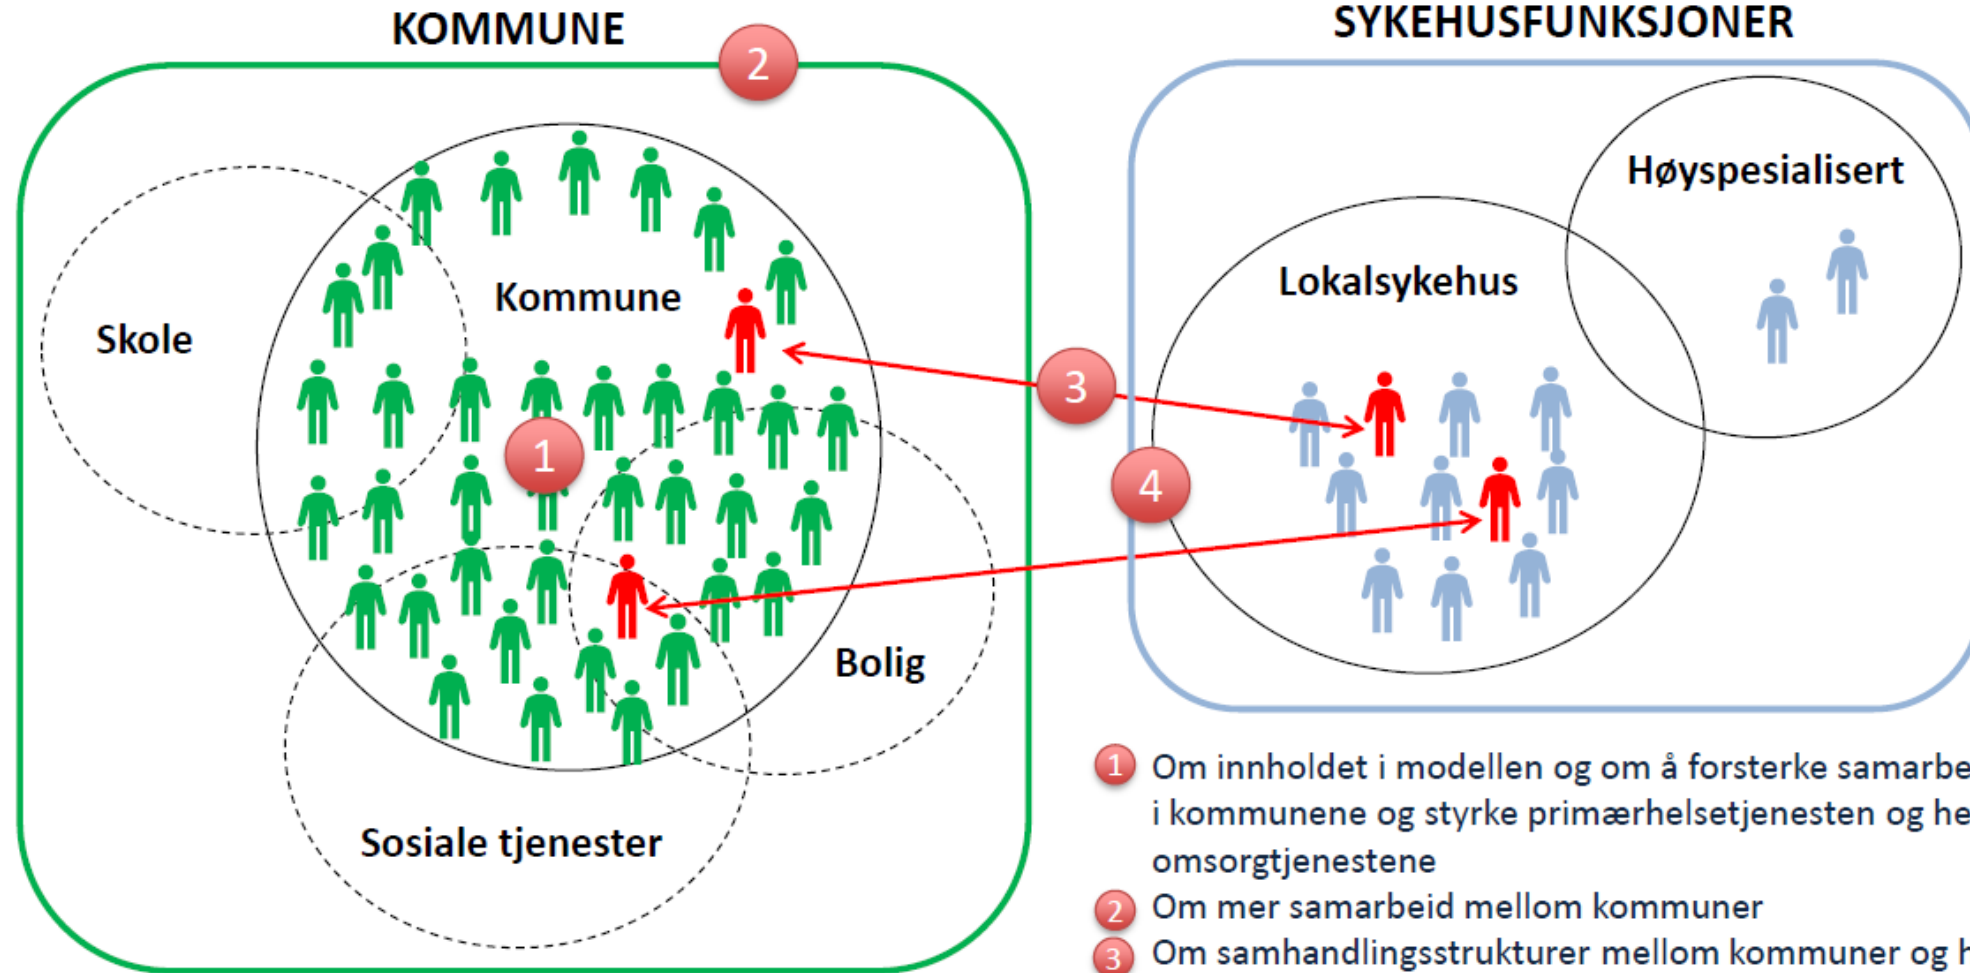 KOMMUNE
2
SYKEHUSFUNKSJONER
Høyspesialisert
Kommune
Lokalsykehus
Skole
3
1
4
Bolig
Sosiale tjenester
1 Om innholdet i modellen og om å forsterke samarbe
i kommunene og styrke primærhelsetjenesten og he
omsorgtjenestene
2 Om mer samarbeid mellom kommuner
3 Om samhandlingsstrukturer mellom kommuner og h